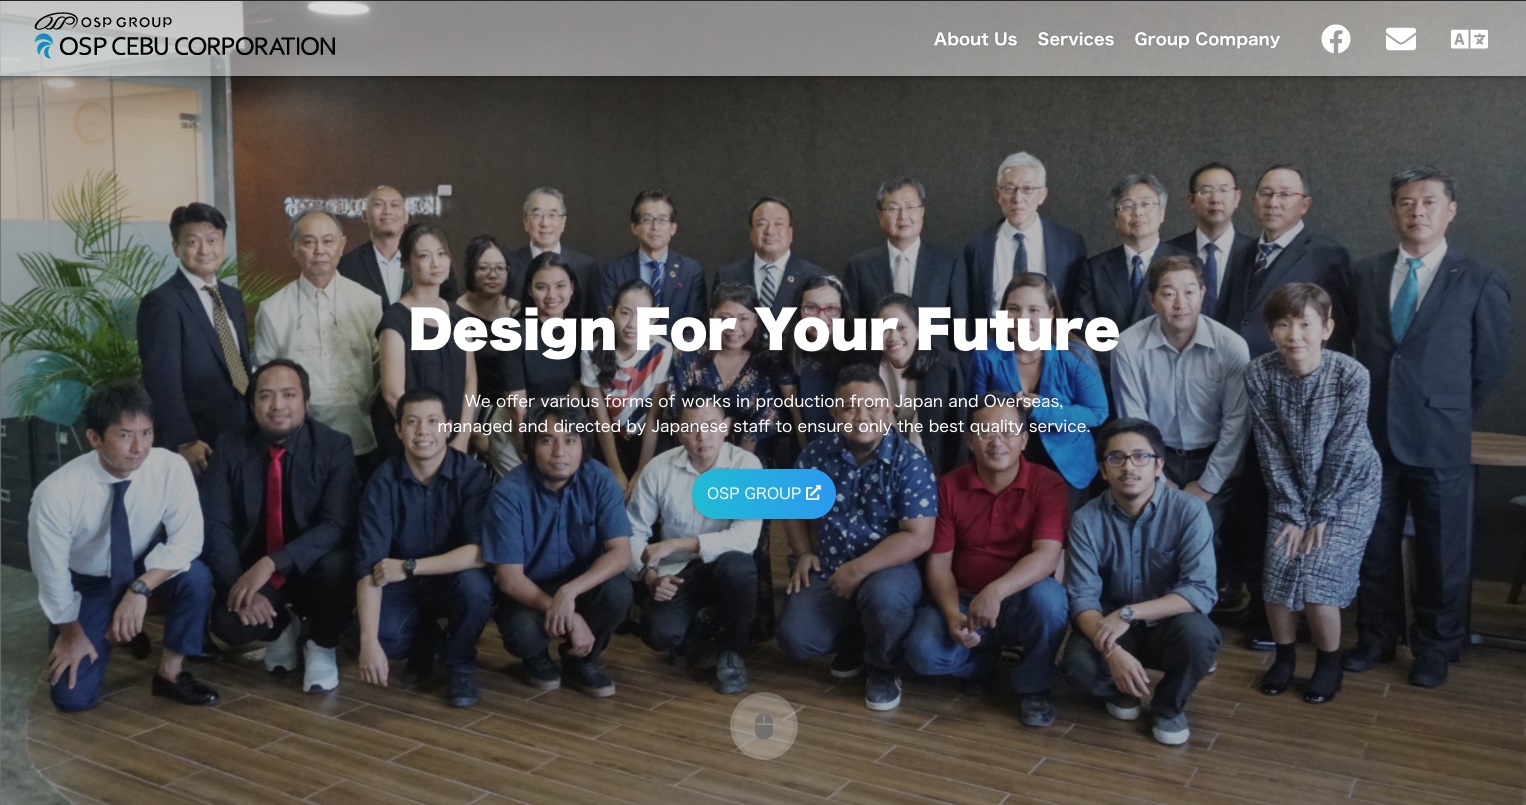 OSP GROUP
OSP CEBU CORPORATION
About Us
Services
Group Company
A
文
Design For Your Future
We offer various forms of works in production from Japan and Overseas,
managed and directed by Japanese staff to ensure only the best quality service.
OSP GROUP